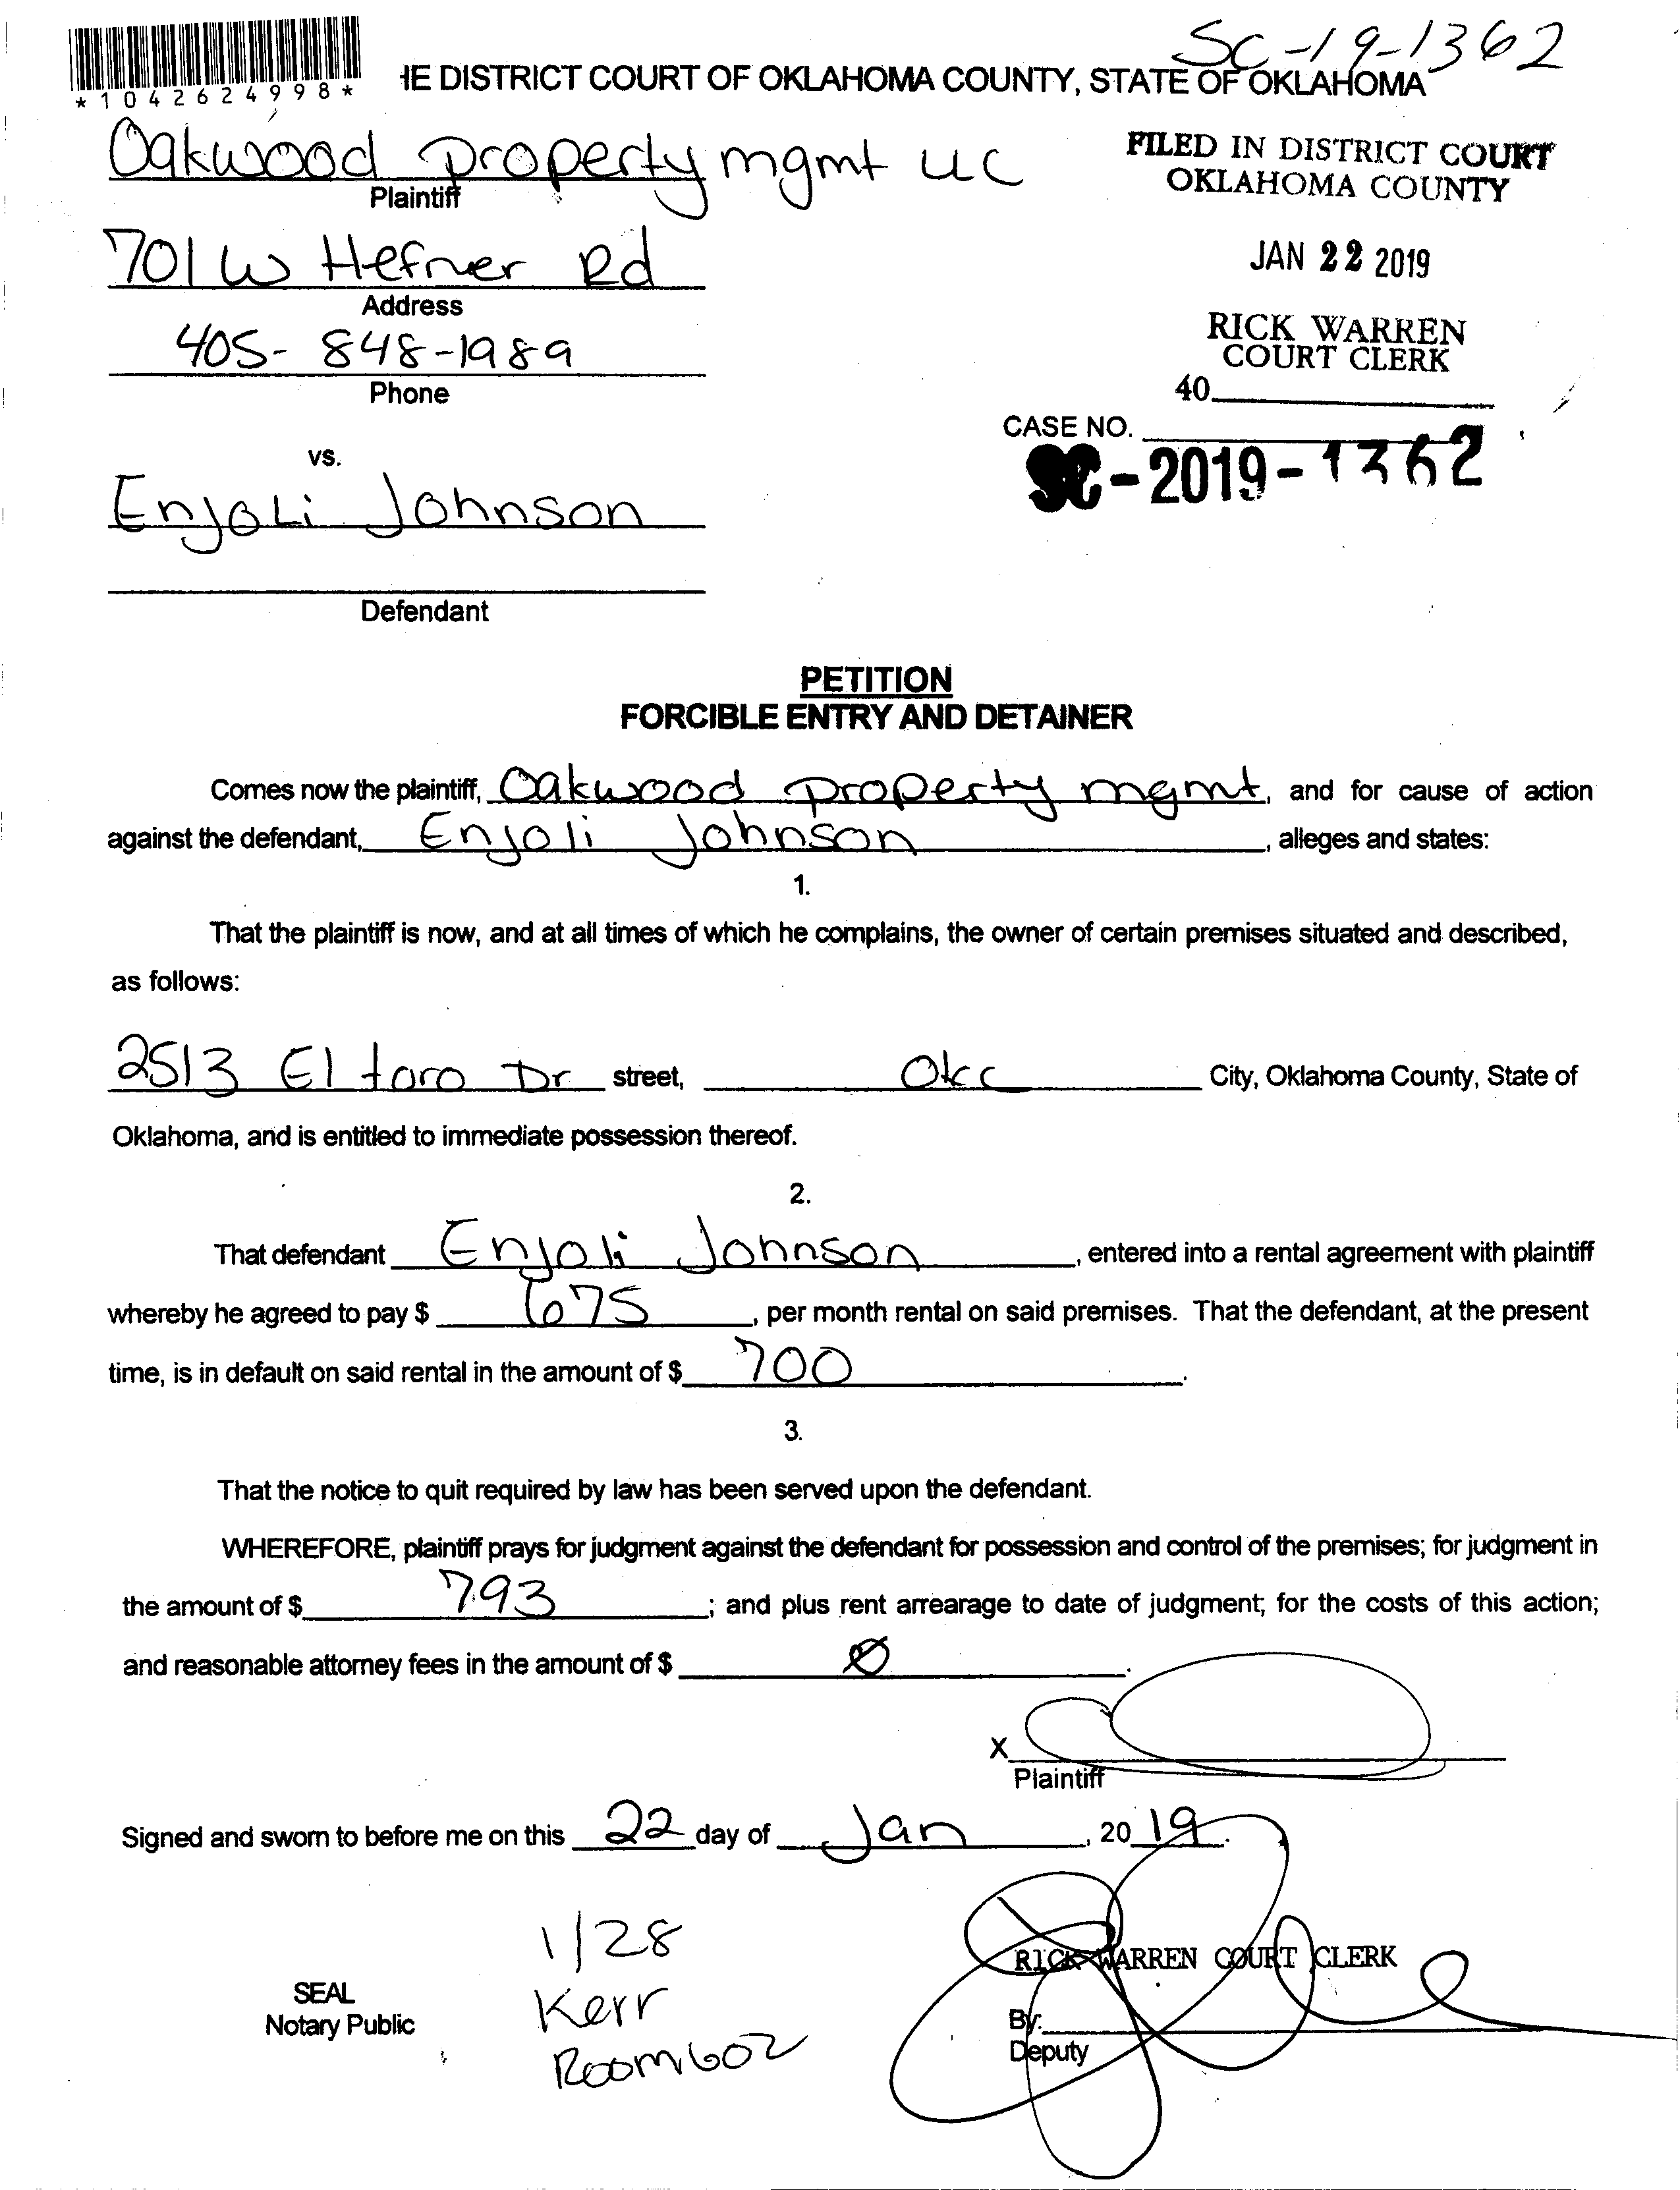 SC-19-1362
*1042624998*
HE DISTRICT COURT OF OKLAHOMA COUNTY, STATE OF OKLAHOMA
Oakwood property mgmt LLC
Plaintiff
FILED IN DISTRICT COURT
OKLAHOMA COUNTY
701 W Hefner Rd
Address
JAN 22 2019
405-848-1989
Phone
RICK WARREN
COURT CLERK
40
CASE NO.
SC-2019-1362
vs.
Enjoli Johnson
Defendant
PETITION
FORCIBLE ENTRY AND DETAINER
Comes now the plaintiff, Oakwood property mgmt, and for cause of action
against the defendant, Enjoli Johnson, alleges and states:
1.
That the plaintiff is now, and at all times of which he complains, the owner of certain premises situated and described,
as follows:
2513 El toro Dr street, Okc City, Oklahoma County, State of
Oklahoma, and is entitled to immediate possession thereof.
2.
That defendant Enjoli Johnson, entered into a rental agreement with plaintiff
whereby he agreed to pay $ 675, per month rental on said premises. That the defendant, at the present
time, is in default on said rental in the amount of $ 700.
3.
That the notice to quit required by law has been served upon the defendant.
WHEREFORE, plaintiff prays for judgment against the defendant for possession and control of the premises; for judgment in
the amount of $ 793; and plus rent arrearage to date of judgment; for the costs of this action;
and reasonable attorney fees in the amount of $ 0.
X
Plaintiff
Signed and sworn to before me on this 22 day of Jan, 2019.
1/28
Kerr
Room 602
SEAL
Notary Public
RICK WARREN COURT CLERK
By:
Deputy